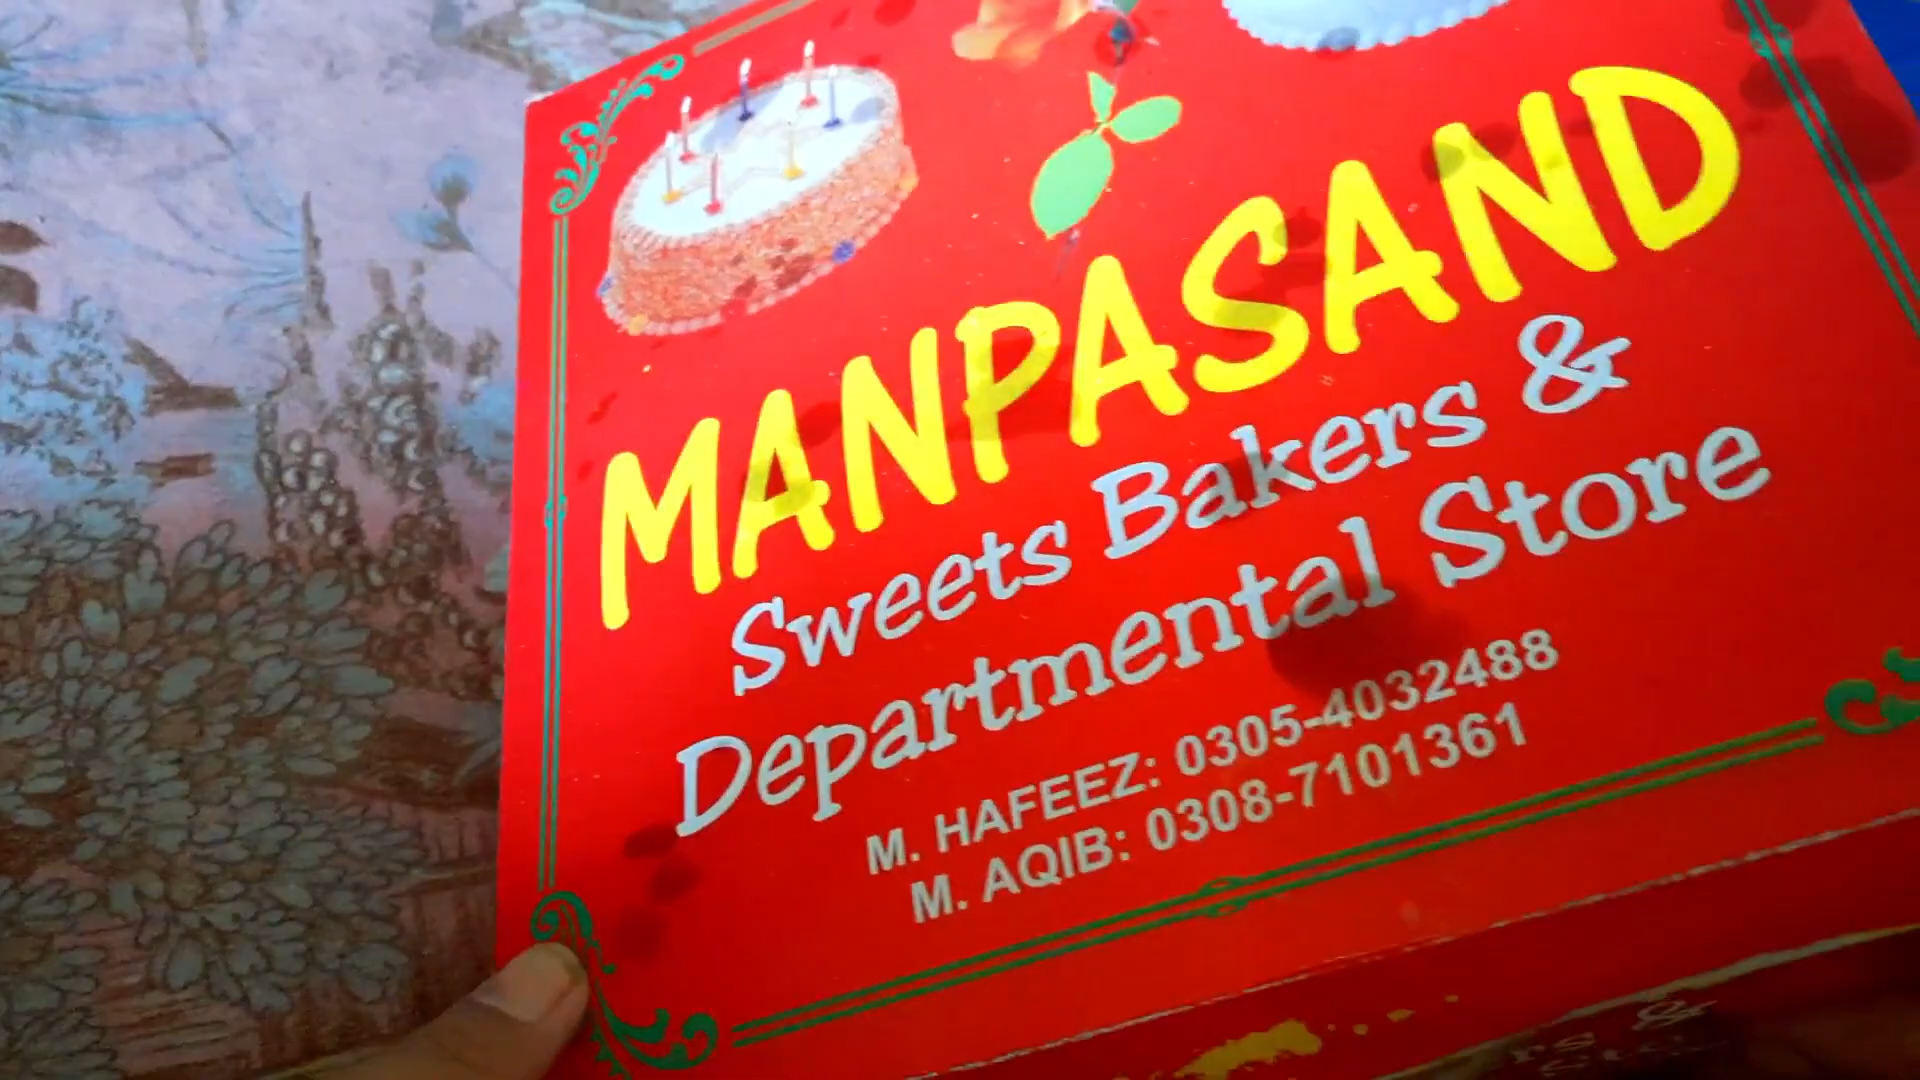 MANPASAND
Sweets Bakers &
Departmental Store
M. HAFEEZ: 0305-4032488
M. AQIB: 0308-7101361